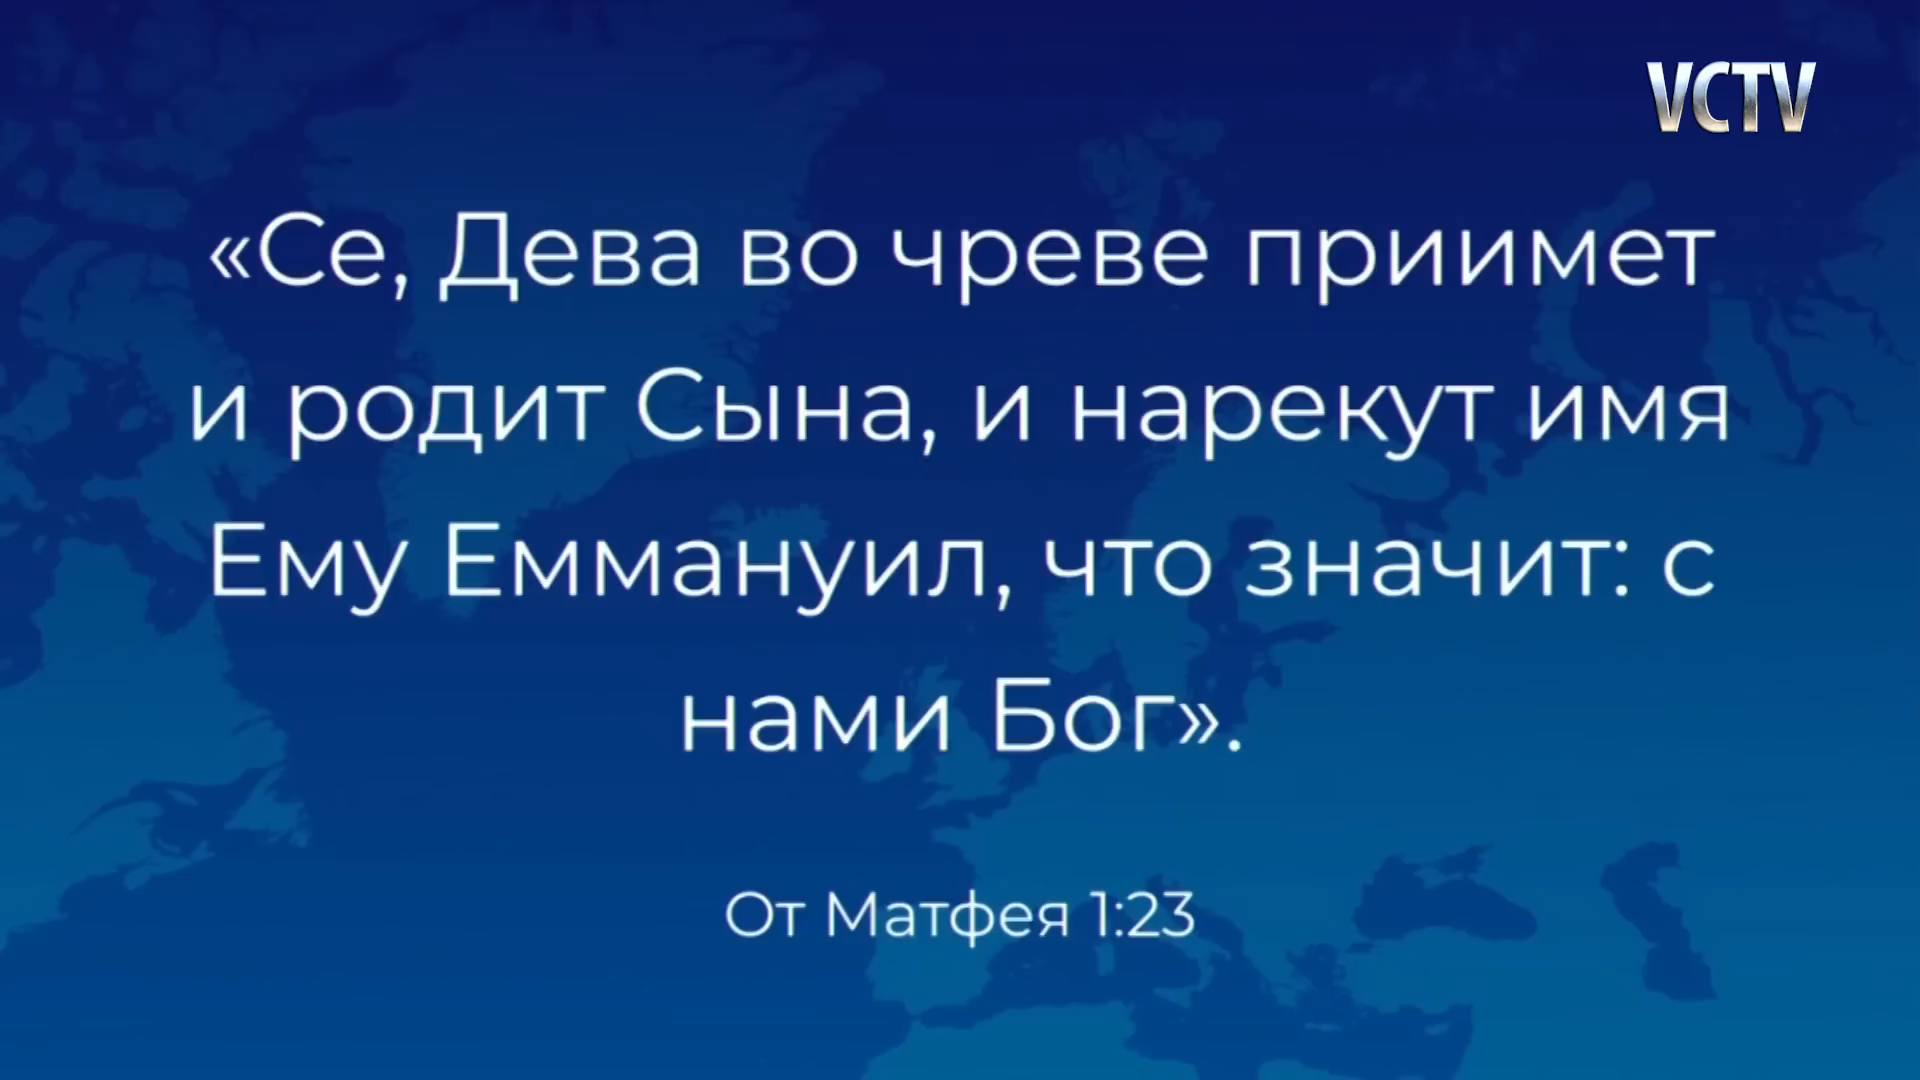 VCTV
«Се, Дева во чреве приимет
и родит Сына, и нарекут имя
Ему Еммануил, что значит: с
нами Бог».
От Матфея 1:23